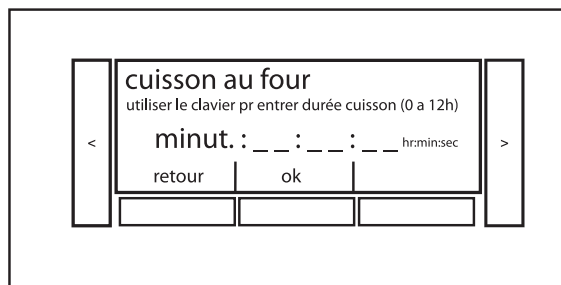 cuisson au four
utiliser le clavier pr entrer durée cuisson (0 a 12h)
< minut. : _ _ : _ _ : _ _ hr:min:sec >
retour ok